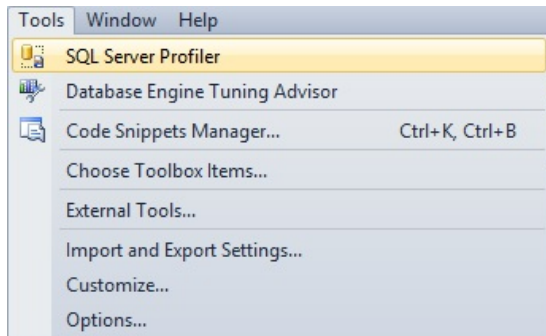 Tools Window Help
SQL Server Profiler
Database Engine Tuning Advisor
Code Snippets Manager... Ctrl+K, Ctrl+B
Choose Toolbox Items...
External Tools...
Import and Export Settings...
Customize...
Options...